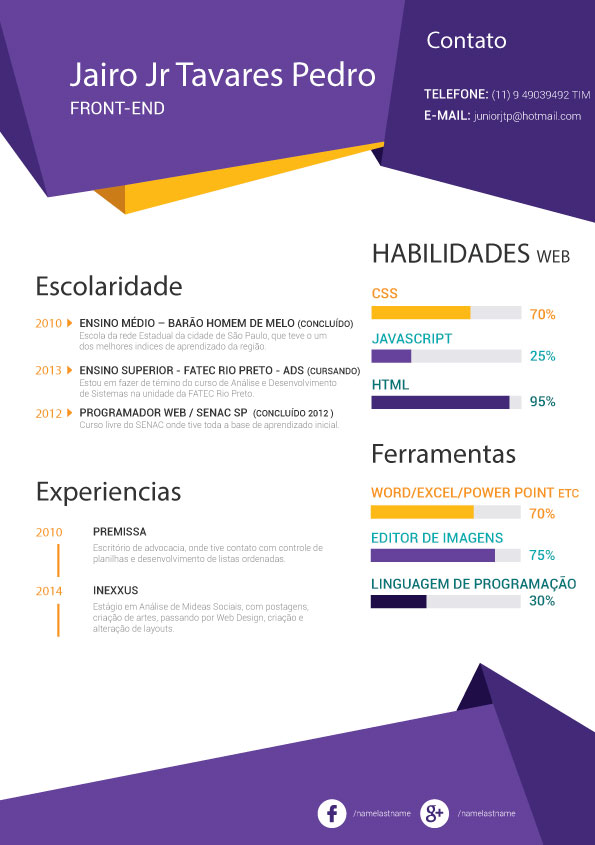 Jairo Jr Tavares Pedro
FRONT-END
Contato
TELEFONE: (11) 9 49039492 TIM
E-MAIL: juniorjtp@hotmail.com
Escolaridade
2010 ENSINO MÉDIO – BARÃO HOMEM DE MELO (CONCLUÍDO)
Escola da rede Estadual da cidade de São Paulo, que teve o um
dos melhores indices de aprendizado da região.
2013 ENSINO SUPERIOR - FATEC RIO PRETO - ADS (CURSANDO)
Estou em fazer de témino do curso de Análise e Desenvolvimento
de Sistemas na unidade da FATEC Rio Preto.
2012 PROGRAMADOR WEB / SENAC SP (CONCLUÍDO 2012 )
Curso livre do SENAC onde tive toda a base de aprendizado inicial.
Experiencias
2010 PREMISSA
Escritório de advocacia, onde tive contato com controle de
planilhas e desenvolvimento de listas ordenadas.
2014 INEXXUS
Estágio em Análise de Mideas Sociais, com postagens,
criação de artes, passando por Web Design, criação e
alteração de layouts.
HABILIDADES WEB
CSS
70%
JAVASCRIPT
25%
HTML
95%
Ferramentas
WORD/EXCEL/POWER POINT ETC
70%
EDITOR DE IMAGENS
75%
LINGUAGEM DE PROGRAMAÇÃO
30%
f /namelastname g+ /namelastname